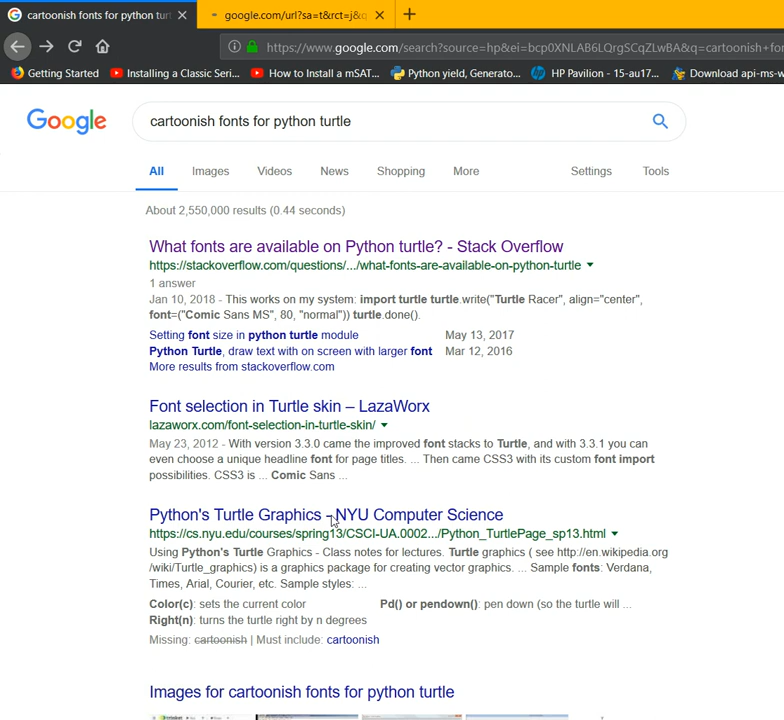 cartoonish fonts for python tur
google.com/url?sa=t&rct=j&q
https://www.google.com/search?source=hp&ei=bcp0XNLAB6LQrgSCqZLwBA&q=cartoonish+fo
Getting Started Installing a Classic Seri... How to Install a mSAT... Python yield, Generato... HP Pavilion - 15-au17... Download api-ms-w
Google cartoonish fonts for python turtle
All Images Videos News Shopping More Settings Tools
About 2,550,000 results (0.44 seconds)
What fonts are available on Python turtle? - Stack Overflow
https://stackoverflow.com/questions/.../what-fonts-are-available-on-python-turtle
1 answer
Jan 10, 2018 - This works on my system: import turtle turtle.write("Turtle Racer", align="center",
font=("Comic Sans MS", 80, "normal")) turtle.done().
Setting font size in python turtle module May 13, 2017
Python Turtle, draw text with on screen with larger font Mar 12, 2016
More results from stackoverflow.com
Font selection in Turtle skin – LazaWorx
lazaworx.com/font-selection-in-turtle-skin/
May 23, 2012 - With version 3.3.0 came the improved font stacks to Turtle, and with 3.3.1 you can
even choose a unique headline font for page titles. ... Then came CSS3 with its custom font import
possibilities. CSS3 is ... Comic Sans ...
Python's Turtle Graphics - NYU Computer Science
https://cs.nyu.edu/courses/spring13/CSCI-UA.0002.../Python_TurtlePage_sp13.html
Using Python's Turtle Graphics - Class notes for lectures. Turtle graphics ( see http://en.wikipedia.org
/wiki/Turtle_graphics) is a graphics package for creating vector graphics. ... Sample fonts: Verdana,
Times, Arial, Courier, etc. Sample styles: ...
Color(c): sets the current color Pd() or pendown(): pen down (so the turtle will ...
Right(n): turns the turtle right by n degrees
Missing: cartoonish | Must include: cartoonish
Images for cartoonish fonts for python turtle